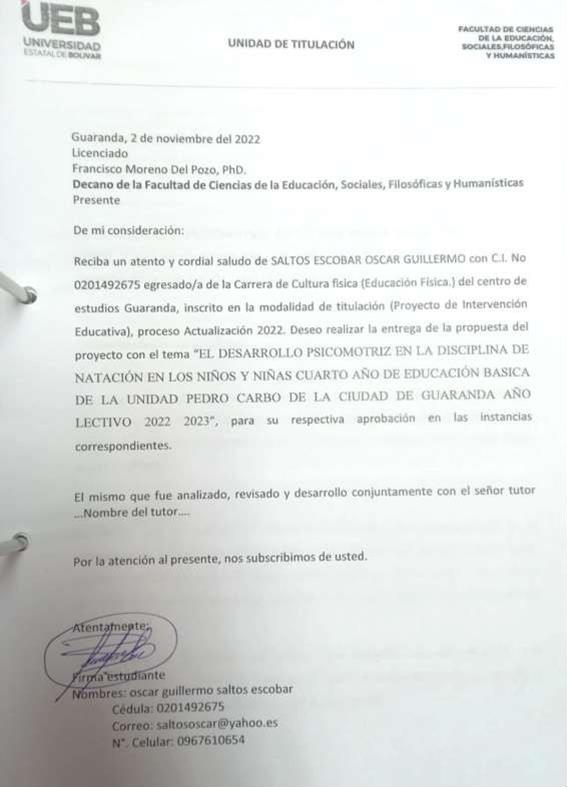 UEB
UNIVERSIDAD
ESTATAL DE BOLIVAR
UNIDAD DE TITULACIÓN
FACULTAD DE CIENCIAS
DE LA EDUCACIÓN,
SOCIALES,FILOSÓFICAS
Y HUMANÍSTICAS
Guaranda, 2 de noviembre del 2022
Licenciado
Francisco Moreno Del Pozo, PhD.
Decano de la Facultad de Ciencias de la Educación, Sociales, Filosóficas y Humanísticas
Presente
De mi consideración:
Reciba un atento y cordial saludo de SALTOS ESCOBAR OSCAR GUILLERMO con C.I. No
0201492675 egresado/a de la Carrera de Cultura física (Educación Física.) del centro de
estudios Guaranda, inscrito en la modalidad de titulación (Proyecto de Intervención
Educativa), proceso Actualización 2022. Deseo realizar la entrega de la propuesta del
proyecto con el tema "EL DESARROLLO PSICOMOTRIZ EN LA DISCIPLINA DE
NATACIÓN EN LOS NIÑOS Y NIÑAS CUARTO AÑO DE EDUCACIÓN BASICA
DE LA UNIDAD PEDRO CARBO DE LA CIUDAD DE GUARANDA AÑO
LECTIVO 2022 2023", para su respectiva aprobación en las instancias
correspondientes.
El mismo que fue analizado, revisado y desarrollo conjuntamente con el señor tutor
...Nombre del tutor....
Por la atención al presente, nos subscribimos de usted.
Atentamente;
Firma estudiante
Nombres: oscar guillermo saltos escobar
Cédula: 0201492675
Correo: saltososcar@yahoo.es
N°. Celular: 0967610654